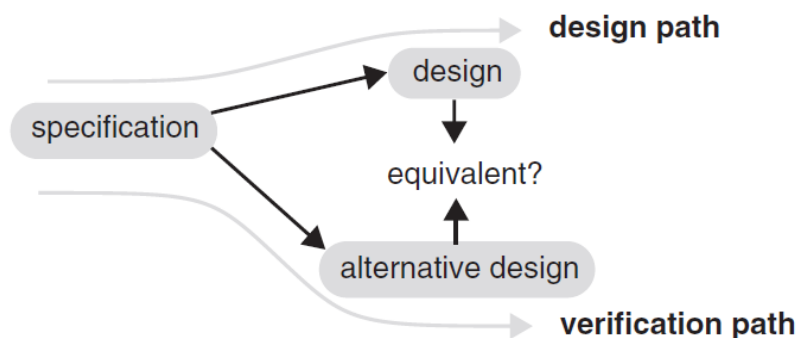 design path
design
specification
equivalent?
alternative design
verification path